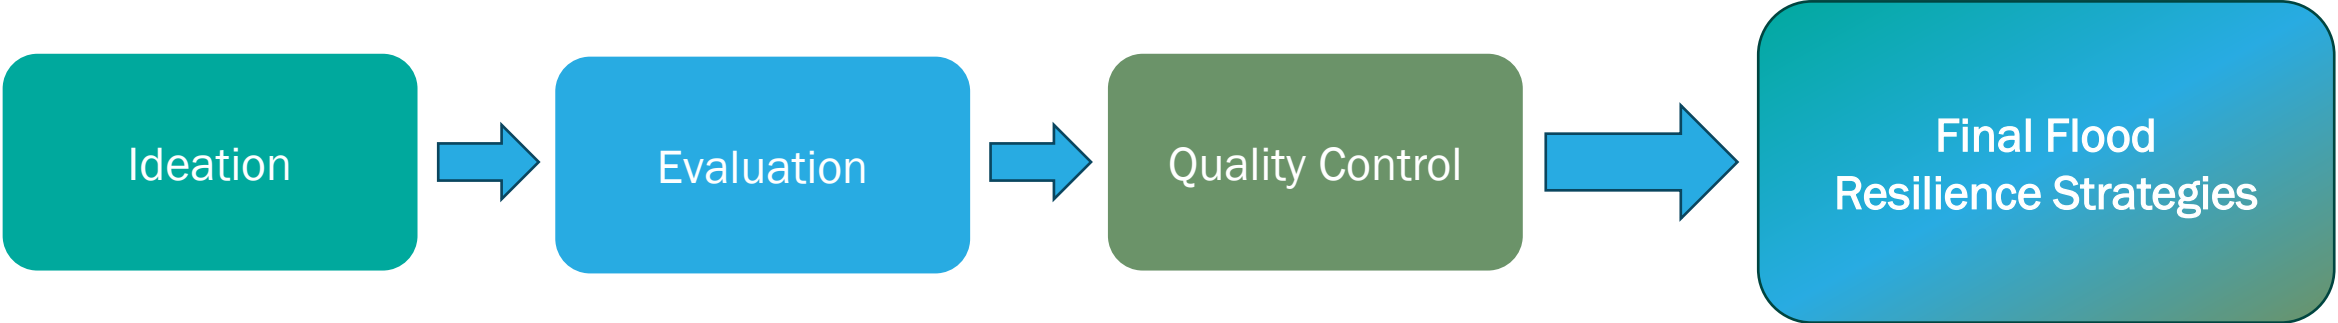 Ideation
Evaluation
Quality Control
Final Flood
Resilience Strategies